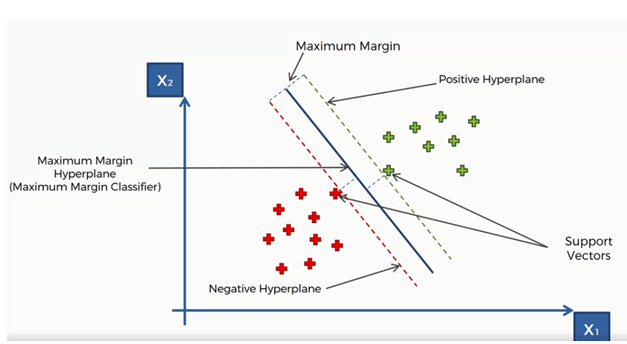 Maximum Margin
X2
Positive Hyperplane
Maximum Margin
Hyperplane
(Maximum Margin Classifier)
Support
Vectors
Negative Hyperplane
X1